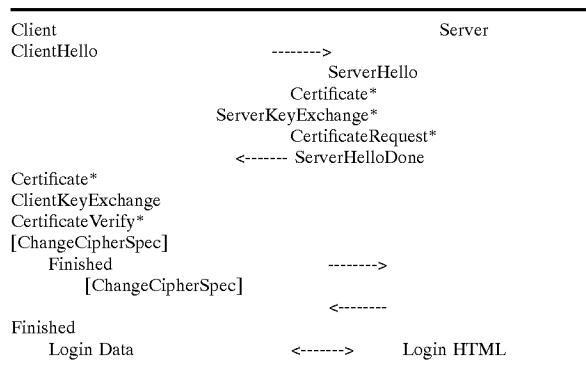 Client Server
ClientHello -------->
ServerHello
Certificate*
ServerKeyExchange*
CertificateRequest*
<------- ServerHelloDone
Certificate*
ClientKeyExchange
CertificateVerify*
[ChangeCipherSpec]
Finished -------->
[ChangeCipherSpec]
<--------
Finished
Login Data <-------> Login HTML